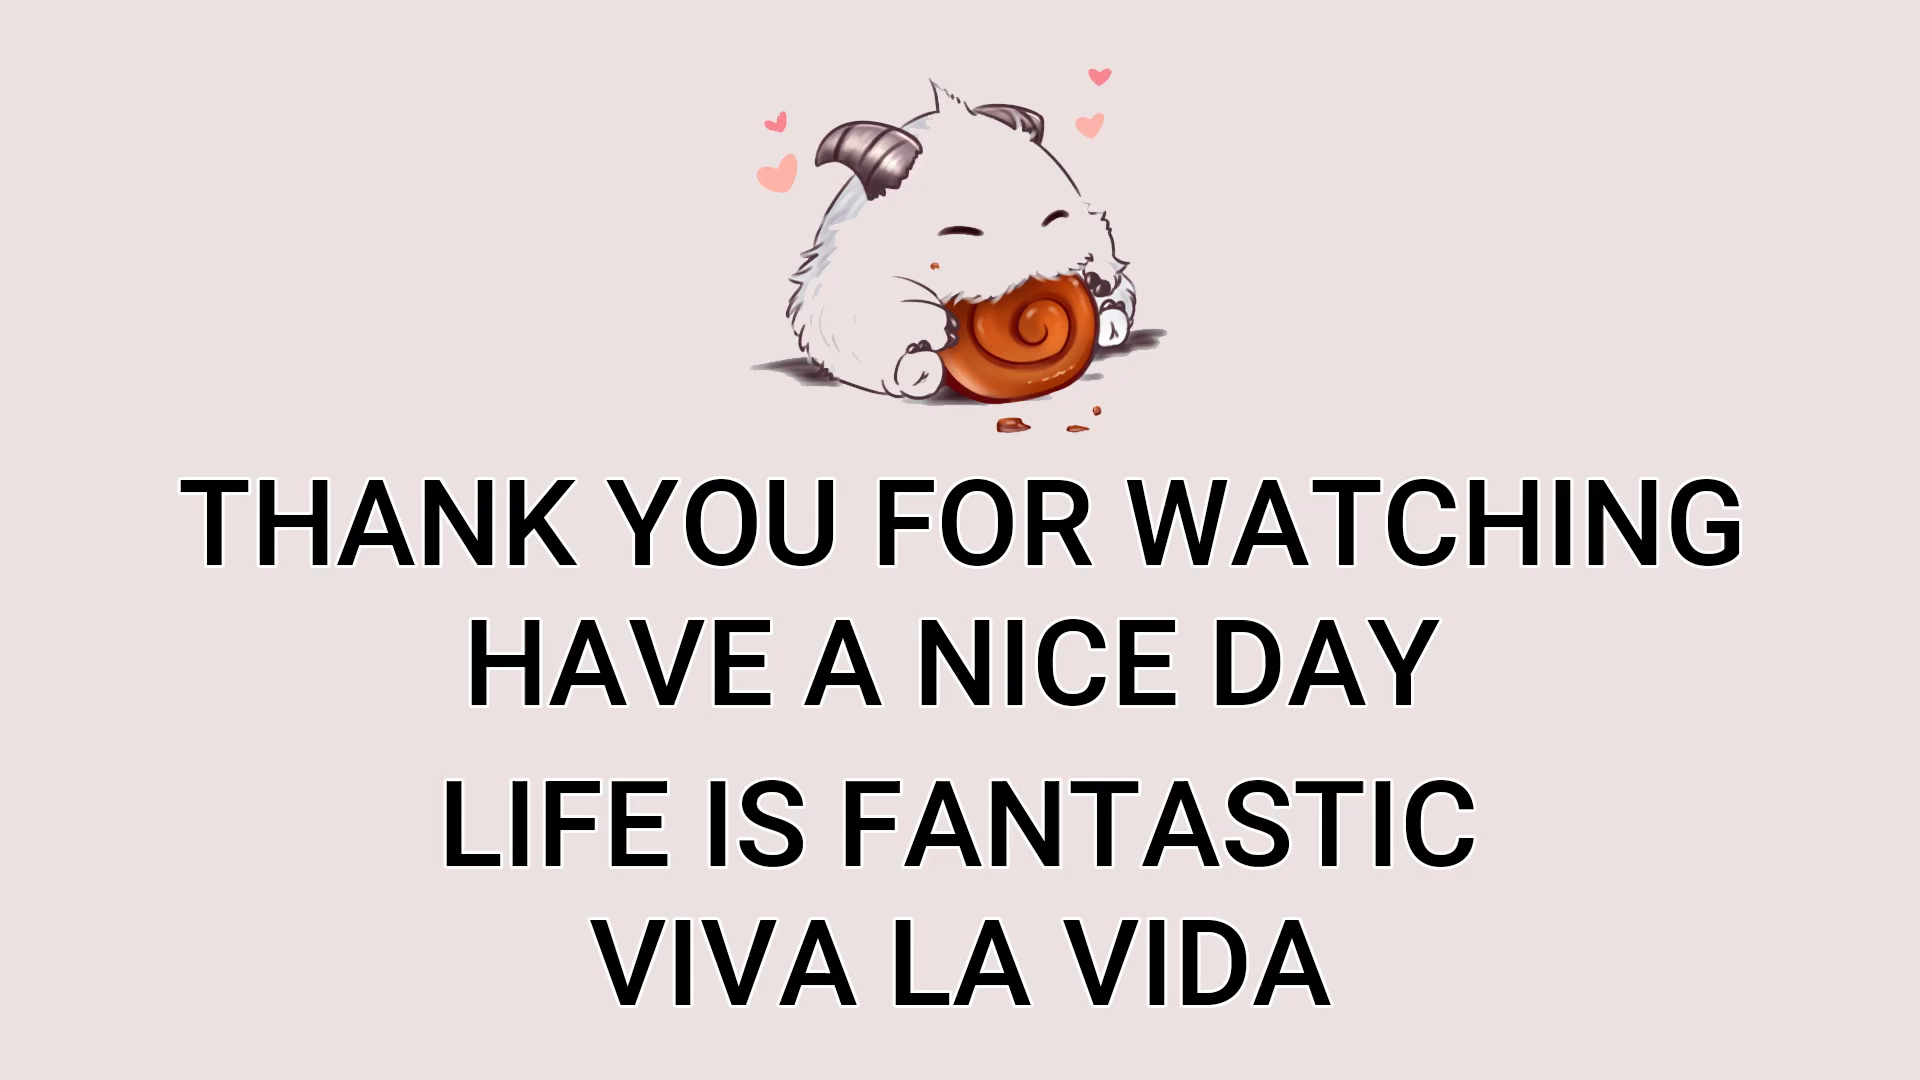 THANK YOU FOR WATCHING
HAVE A NICE DAY
LIFE IS FANTASTIC
VIVA LA VIDA